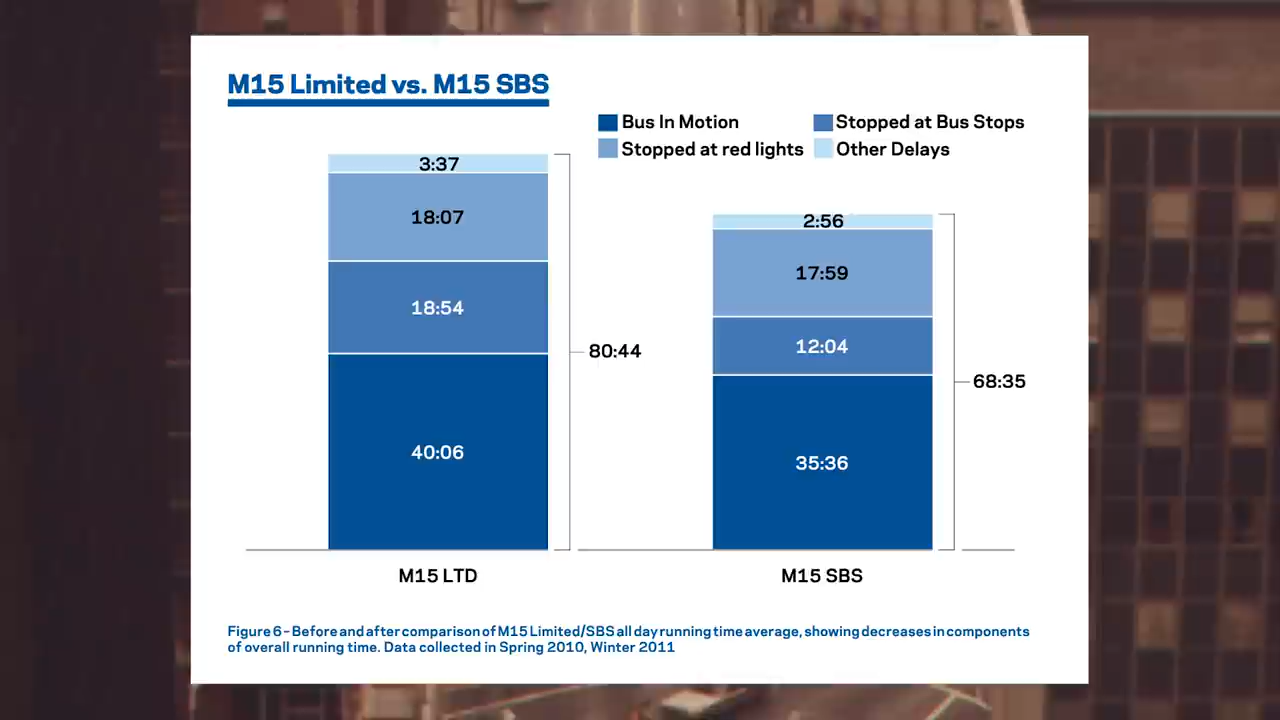 M15 Limited vs. M15 SBS
Bus In Motion
Stopped at Bus Stops
Stopped at red lights
Other Delays
3:37
18:07
18:54
40:06
80:44
2:56
17:59
12:04
35:36
68:35
M15 LTD
M15 SBS
Figure 6 – Before and after comparison of M15 Limited/SBS all day running time average, showing decreases in components
of overall running time. Data collected in Spring 2010, Winter 2011